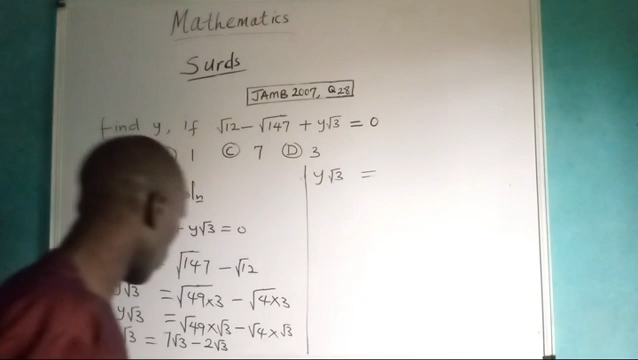 Mathematics
Surds
JAMB 2007, Q28
Find y, if √12 - √147 + y√3 = 0
1 Ⓒ 7 Ⓓ 3
ln
+ y√3 = 0
√147 - √12
y√3 = √49×3 - √4×3
y√3 = √49×√3 - √4×√3
√3 = 7√3 - 2√3
y√3 =